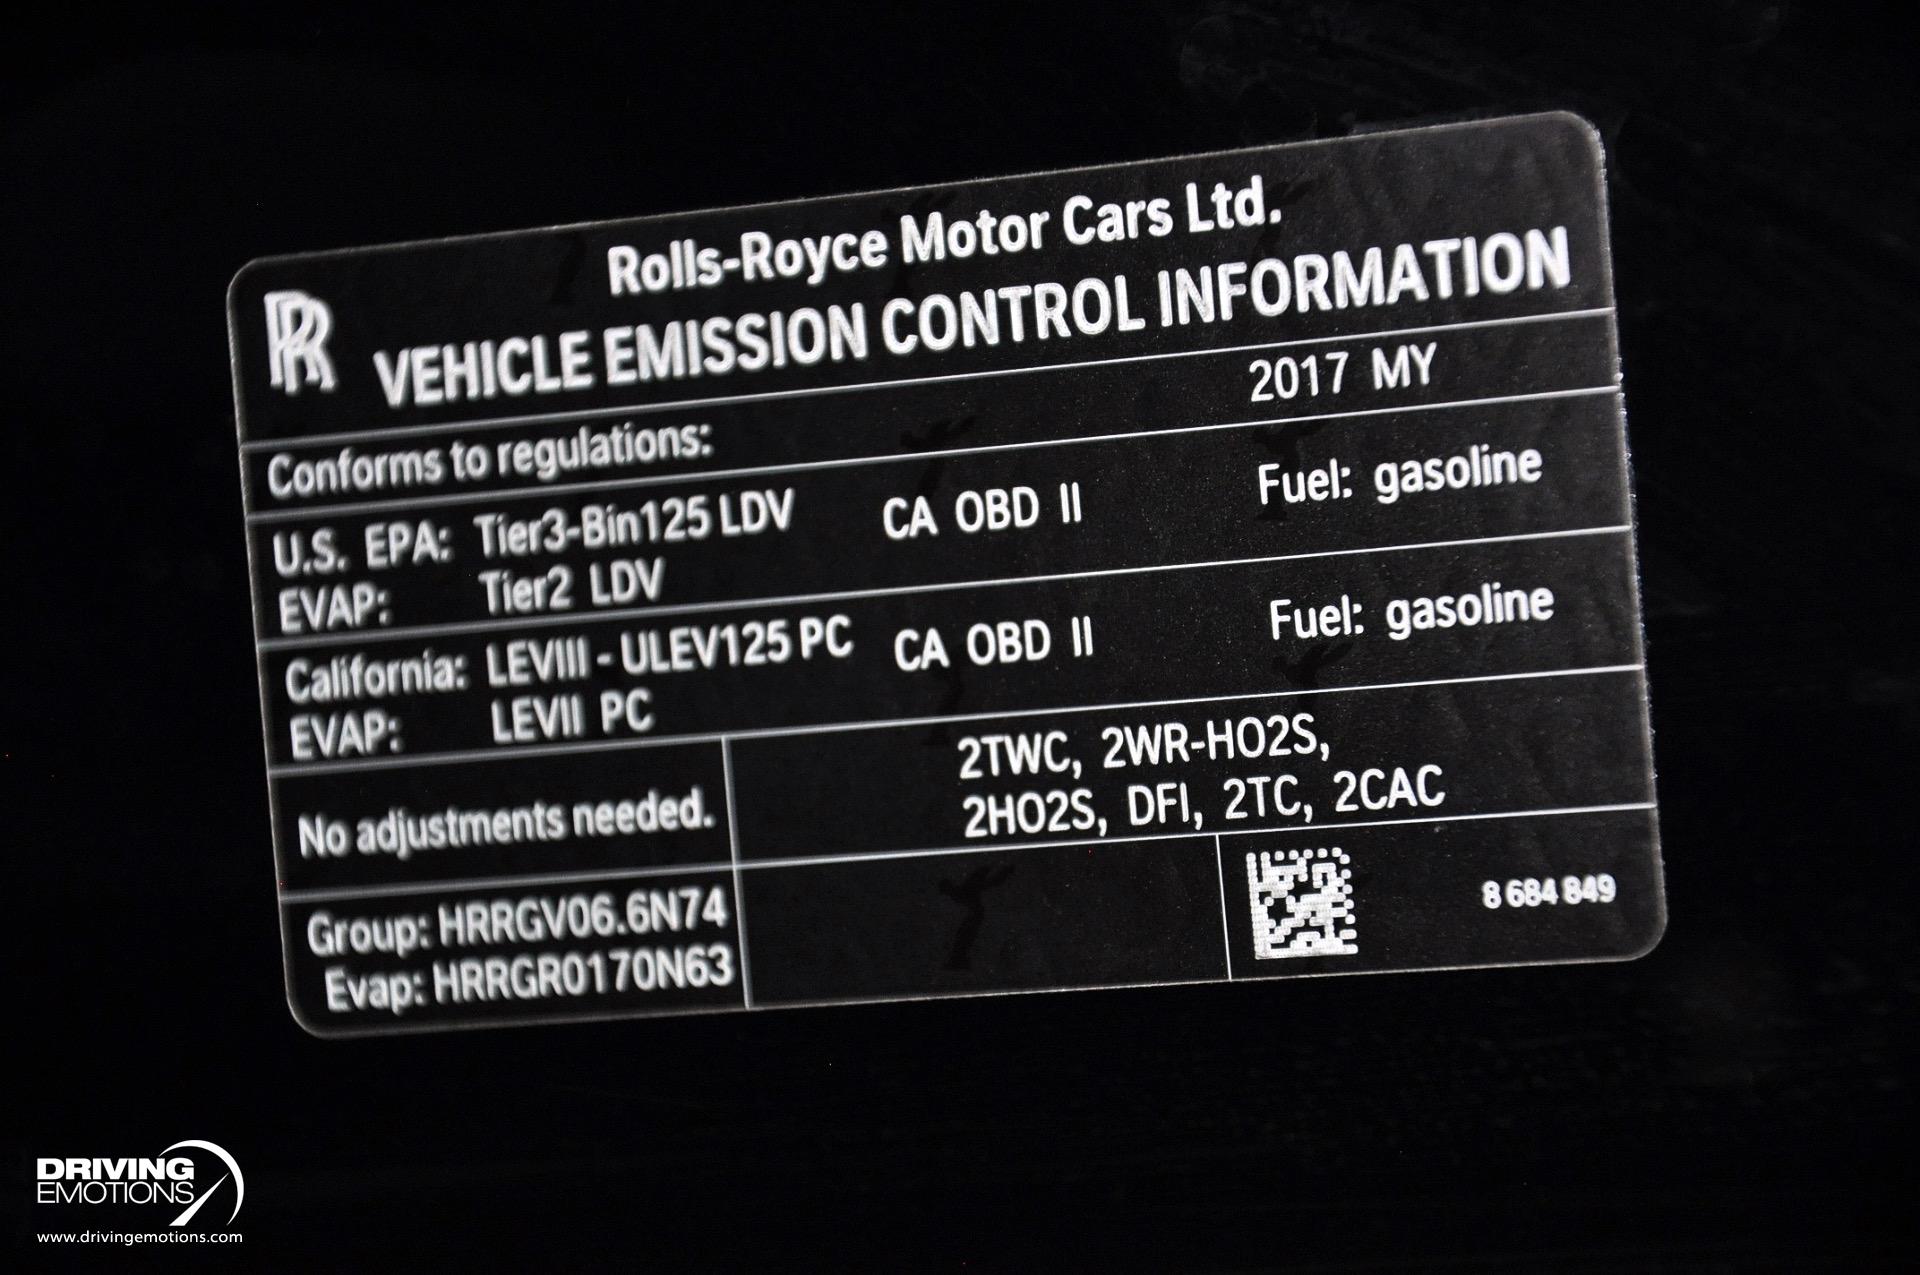 Rolls-Royce Motor Cars Ltd.
RR VEHICLE EMISSION CONTROL INFORMATION
Conforms to regulations: 2017 MY
U.S. EPA: Tier3-Bin125 LDV CA OBD II Fuel: gasoline
EVAP: Tier2 LDV
California: LEVIII - ULEV125 PC CA OBD II Fuel: gasoline
EVAP: LEVII PC
No adjustments needed.
2TWC, 2WR-HO2S,
2HO2S, DFI, 2TC, 2CAC
Group: HRRGV06.6N74
Evap: HRRGR0170N63
8 684 849
DRIVING
EMOTIONS
www.drivingemotions.com